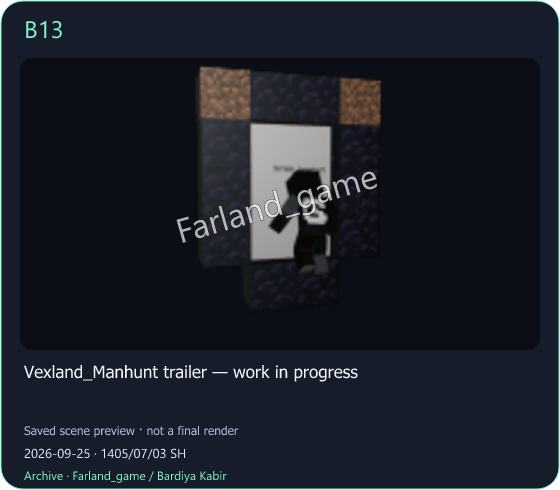 B13
Farland_game
Vexland_Manhunt trailer — work in progress
Saved scene preview · not a final render
2026-09-25 · 1405/07/03 SH
Archive · Farland_game / Bardiya Kabir